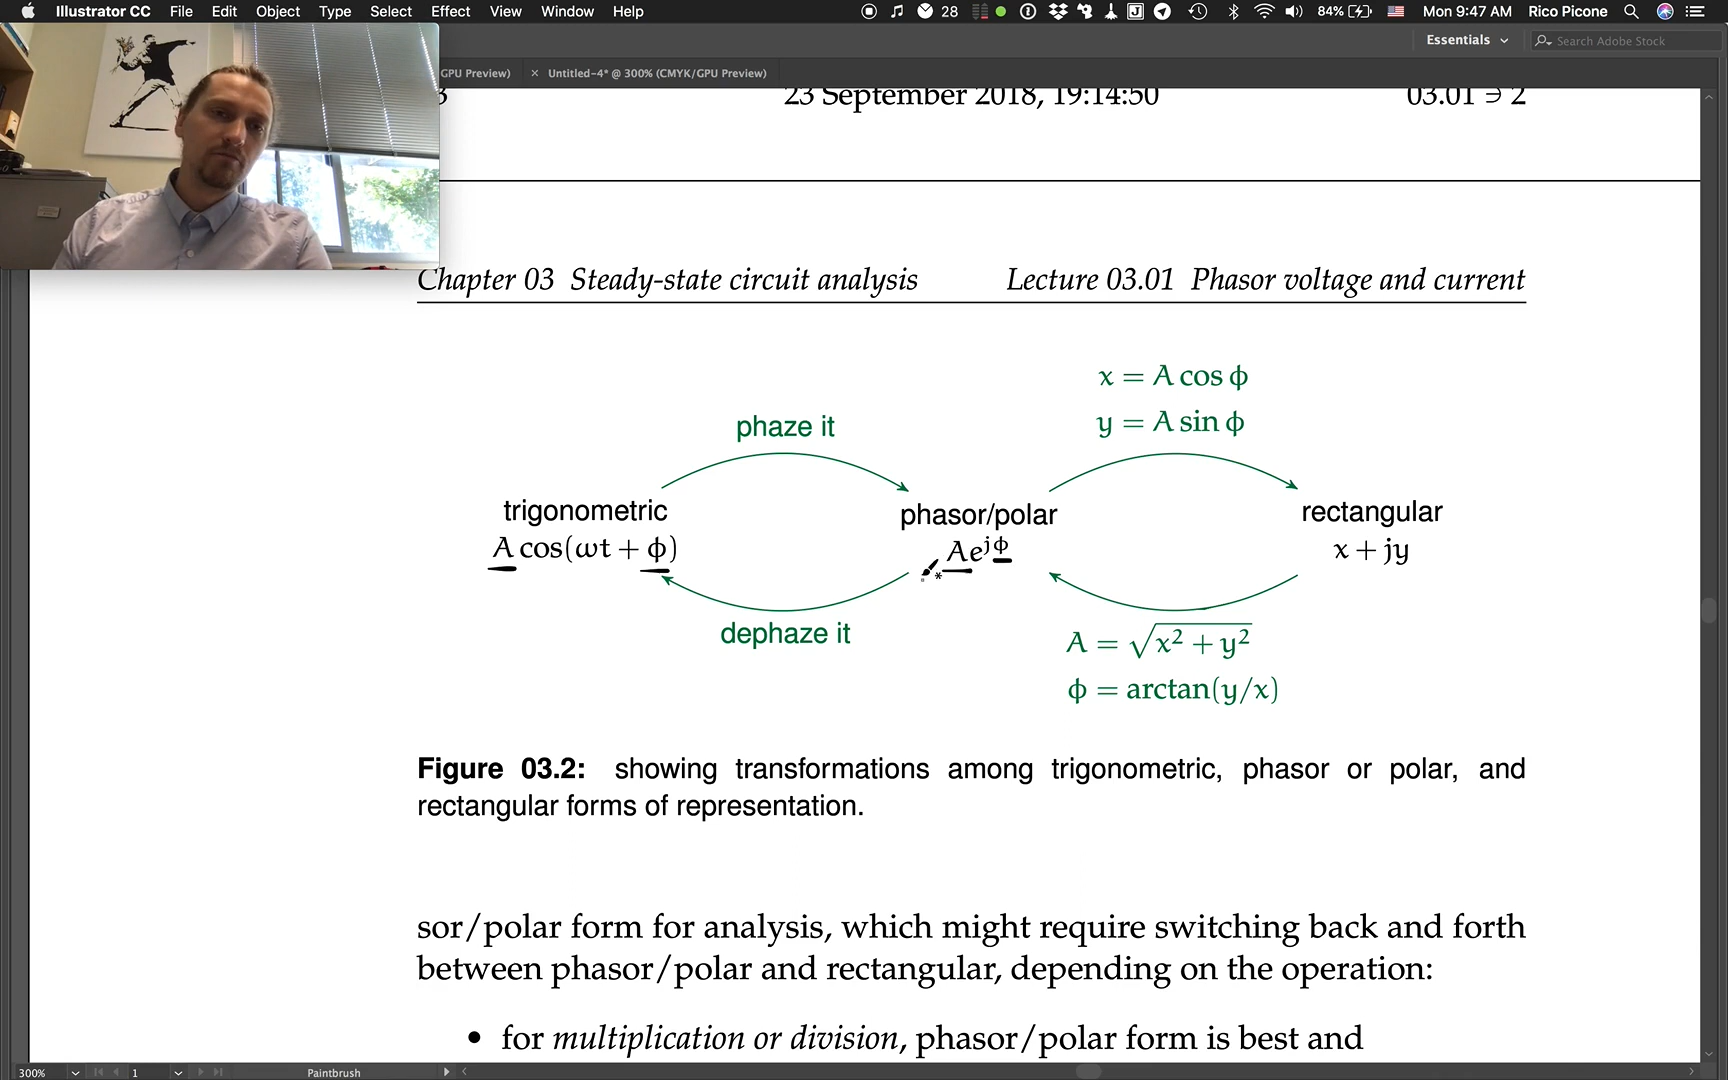 Illustrator CC File Edit Object Type Select Effect View Window Help 28 84% Mon 9:47 AM Rico Picone
Essentials Search Adobe Stock
GPU Preview) × Untitled-4* @ 300% (CMYK/GPU Preview)
3 23 September 2018, 19:14:50 03.01 ∋ 2
Chapter 03 Steady-state circuit analysis Lecture 03.01 Phasor voltage and current
x = A cos ϕ
y = A sin ϕ
phaze it
trigonometric phasor/polar rectangular
A cos(ωt + ϕ) Ae^{jϕ} x + jy
dephaze it
A = √(x² + y²)
ϕ = arctan(y/x)
Figure 03.2: showing transformations among trigonometric, phasor or polar, and
rectangular forms of representation.
sor/polar form for analysis, which might require switching back and forth
between phasor/polar and rectangular, depending on the operation:
• for multiplication or division, phasor/polar form is best and
300% 1 Paintbrush